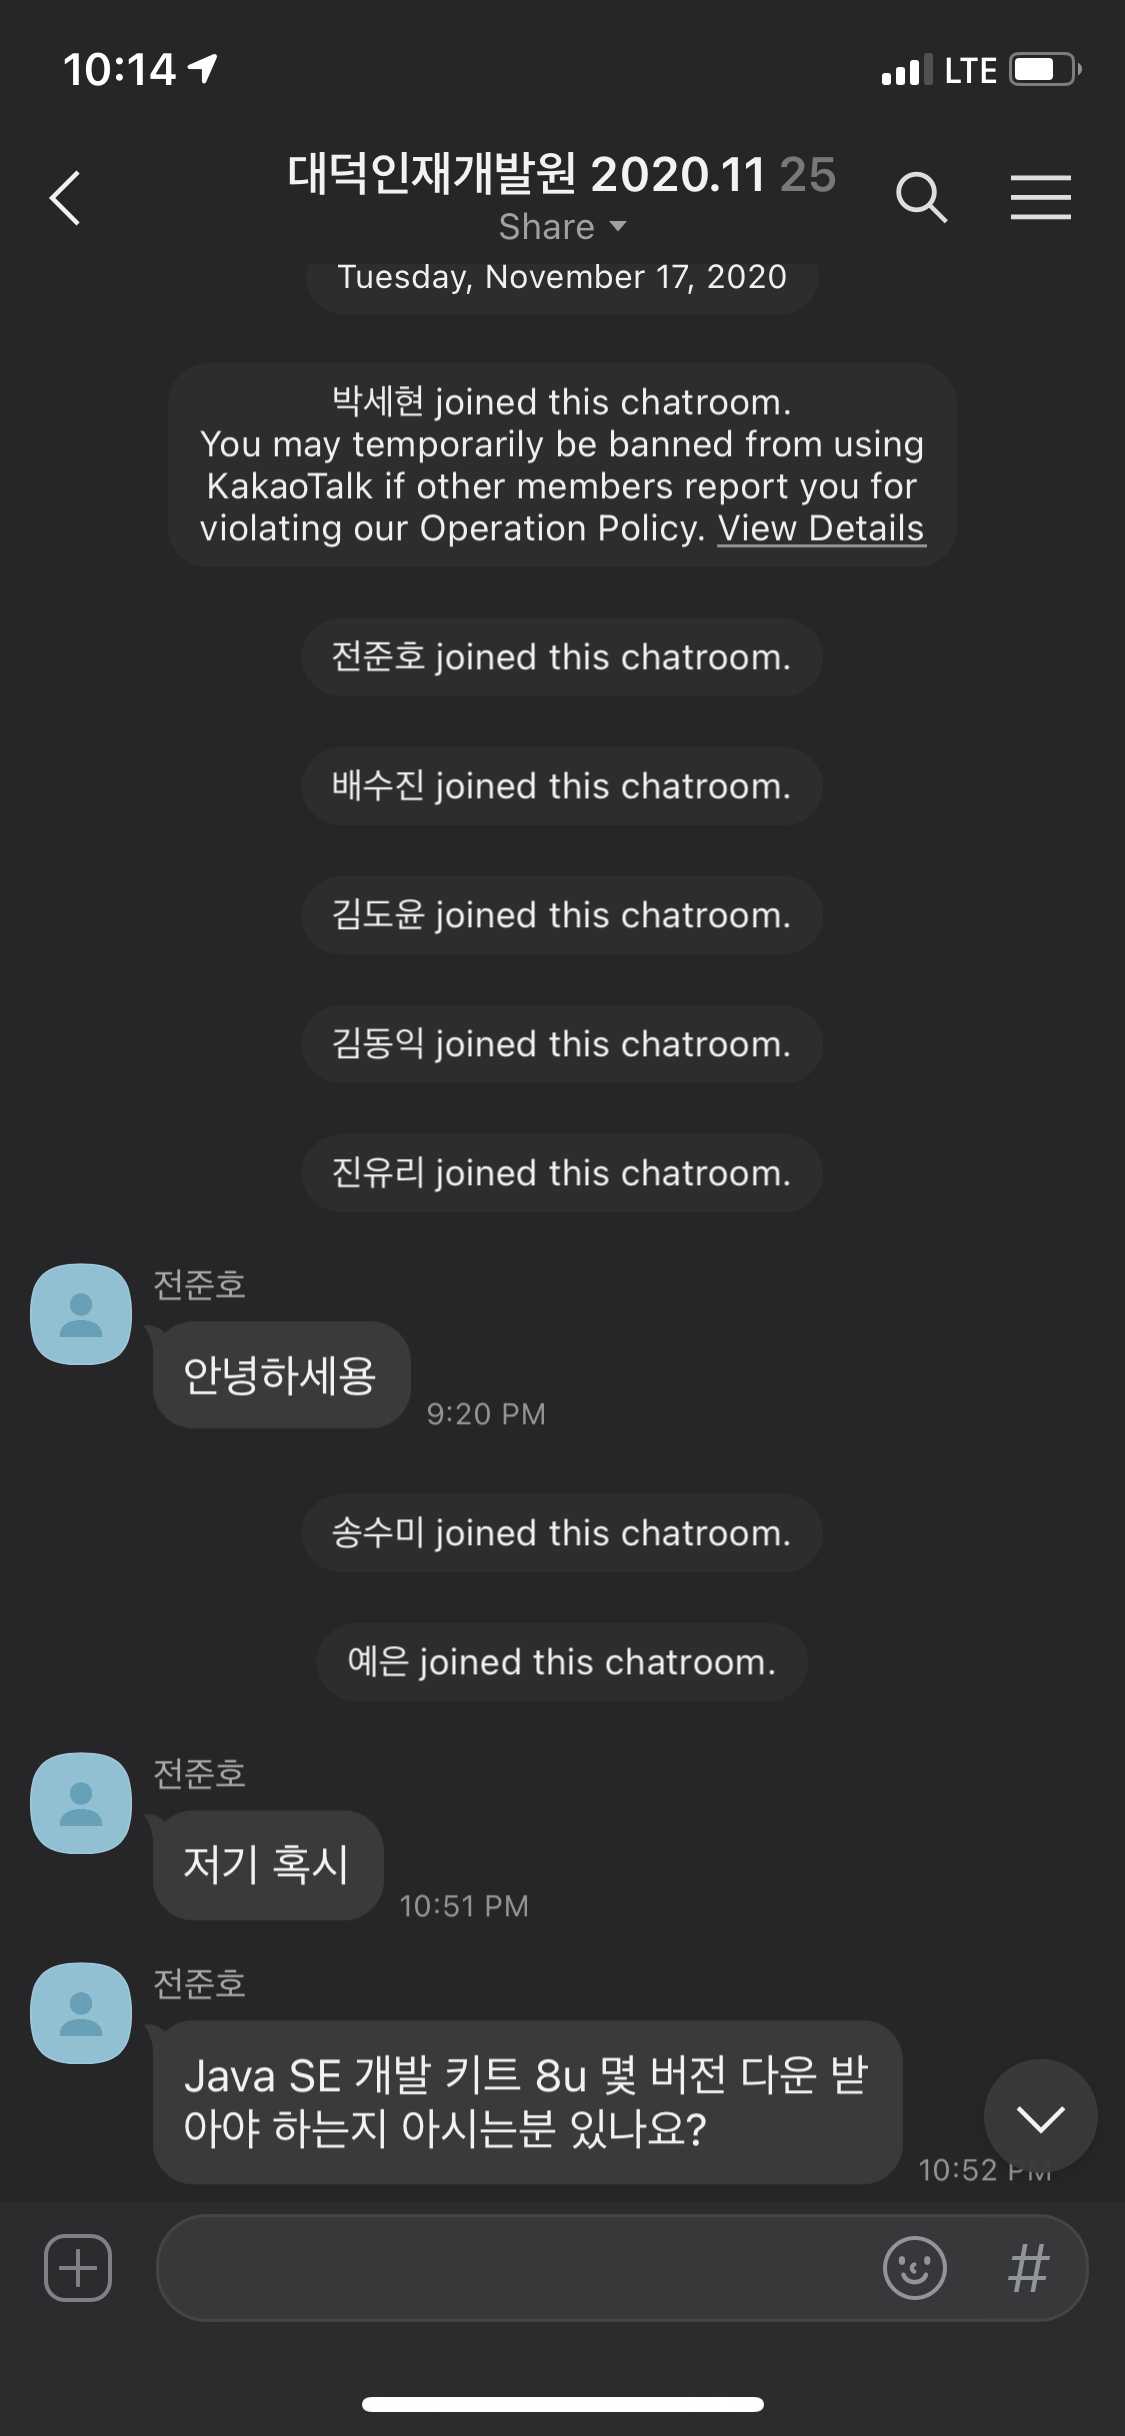 10:14
LTE
대덕인재개발원 2020.11 25
Share
Tuesday, November 17, 2020
박세현 joined this chatroom.
You may temporarily be banned from using
KakaoTalk if other members report you for
violating our Operation Policy. View Details
전준호 joined this chatroom.
배수진 joined this chatroom.
김도윤 joined this chatroom.
김동익 joined this chatroom.
진유리 joined this chatroom.
전준호
안녕하세용
9:20 PM
송수미 joined this chatroom.
예은 joined this chatroom.
전준호
저기 혹시
10:51 PM
전준호
Java SE 개발 키트 8u 몇 버전 다운 받
아야 하는지 아시는분 있나요?
10:52 PM
#